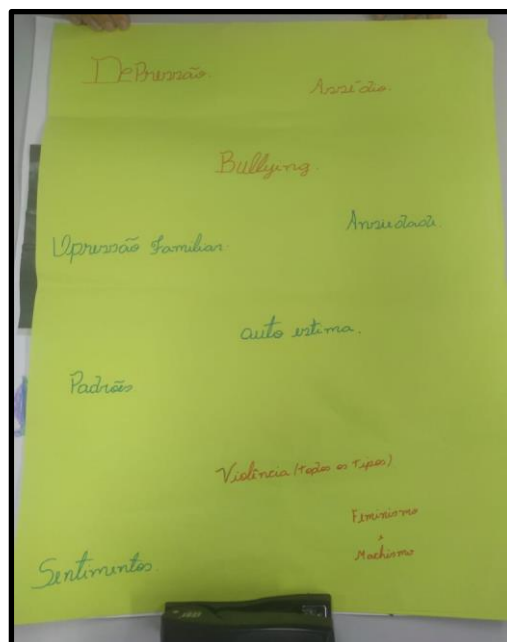 Depressão
Assédio
Bullying.
Ansiedade
Opressão Familiar
auto estima.
Padrões
Violência (todos os tipos)
Feminismo
e
Machismo
Sentimentos.